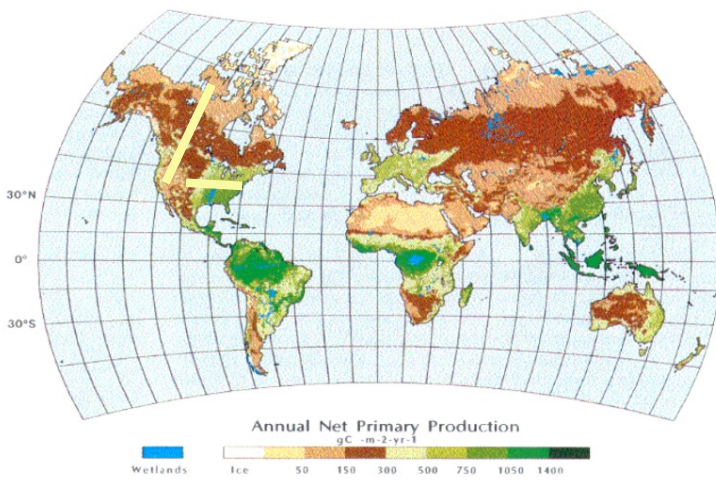 30°N
0°
30°S
Annual Net Primary Production
gC -m-2-yr-1
Wetlands Ice 50 150 300 500 750 1050 1400